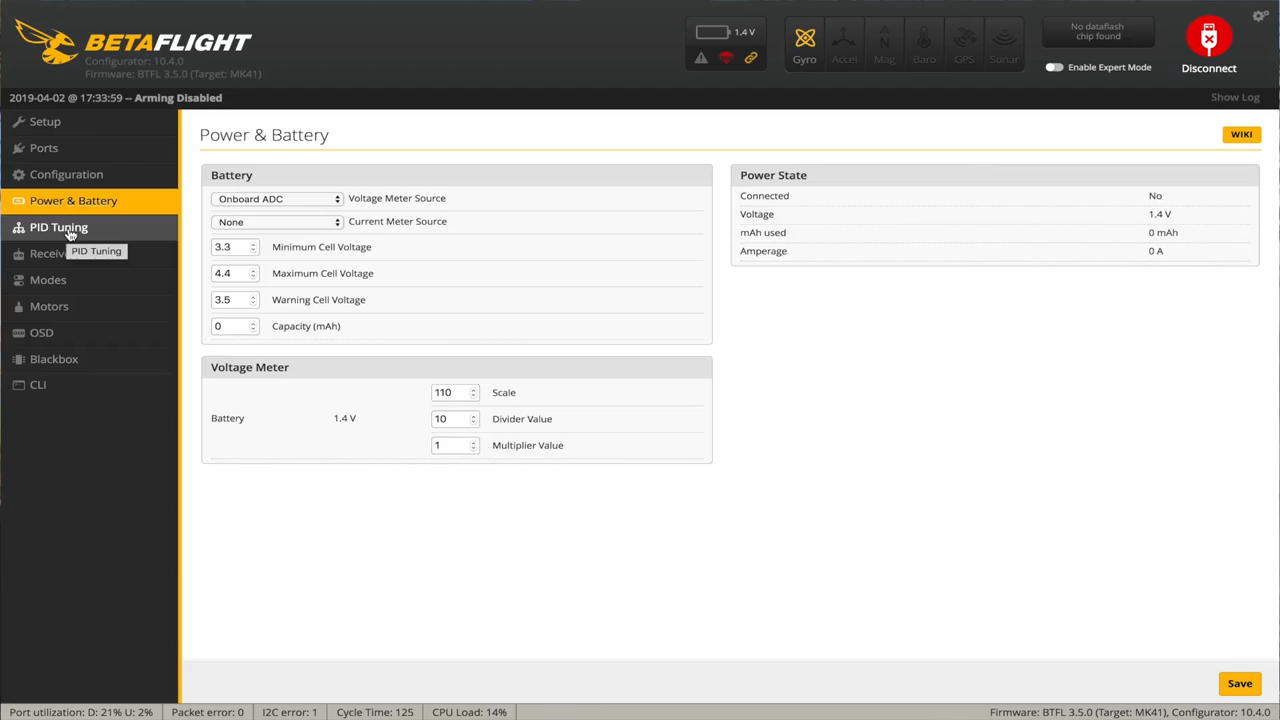 BETAFLIGHT
Configurator: 10.4.0
Firmware: BTFL 3.5.0 (Target: MK41)
1.4 V
Gyro
Accel
Mag
Baro
GPS
Sonar
No dataflash
chip found
Enable Expert Mode
Disconnect
2019-04-02 @ 17:33:59 -- Arming Disabled
Show Log
Setup
Ports
Configuration
Power & Battery
PID Tuning
Receiv
PID Tuning
Modes
Motors
OSD
Blackbox
CLI
Power & Battery
WIKI
Battery
Onboard ADC Voltage Meter Source
None Current Meter Source
3.3 Minimum Cell Voltage
4.4 Maximum Cell Voltage
3.5 Warning Cell Voltage
0 Capacity (mAh)
Power State
Connected No
Voltage 1.4 V
mAh used 0 mAh
Amperage 0 A
Voltage Meter
110 Scale
Battery 1.4 V 10 Divider Value
1 Multiplier Value
Save
Port utilization: D: 21% U: 2% Packet error: 0 I2C error: 1 Cycle Time: 125 CPU Load: 14% Firmware: BTFL 3.5.0 (Target: MK41), Configurator: 10.4.0